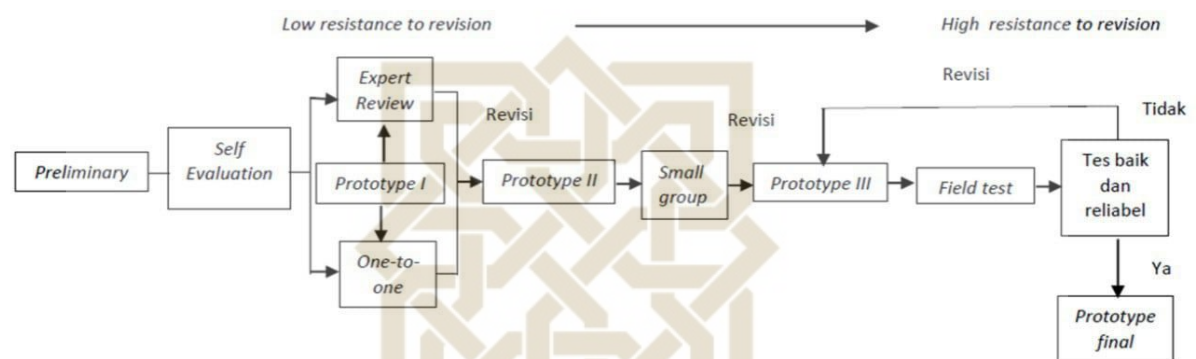 Low resistance to revision
High resistance to revision
Expert
Review
Revisi
Revisi
Revisi
Tidak
Preliminary
Self
Evaluation
Prototype I
Prototype II
Small
group
Prototype III
Field test
Tes baik
dan
reliabel
One-to-
one
Ya
Prototype
final